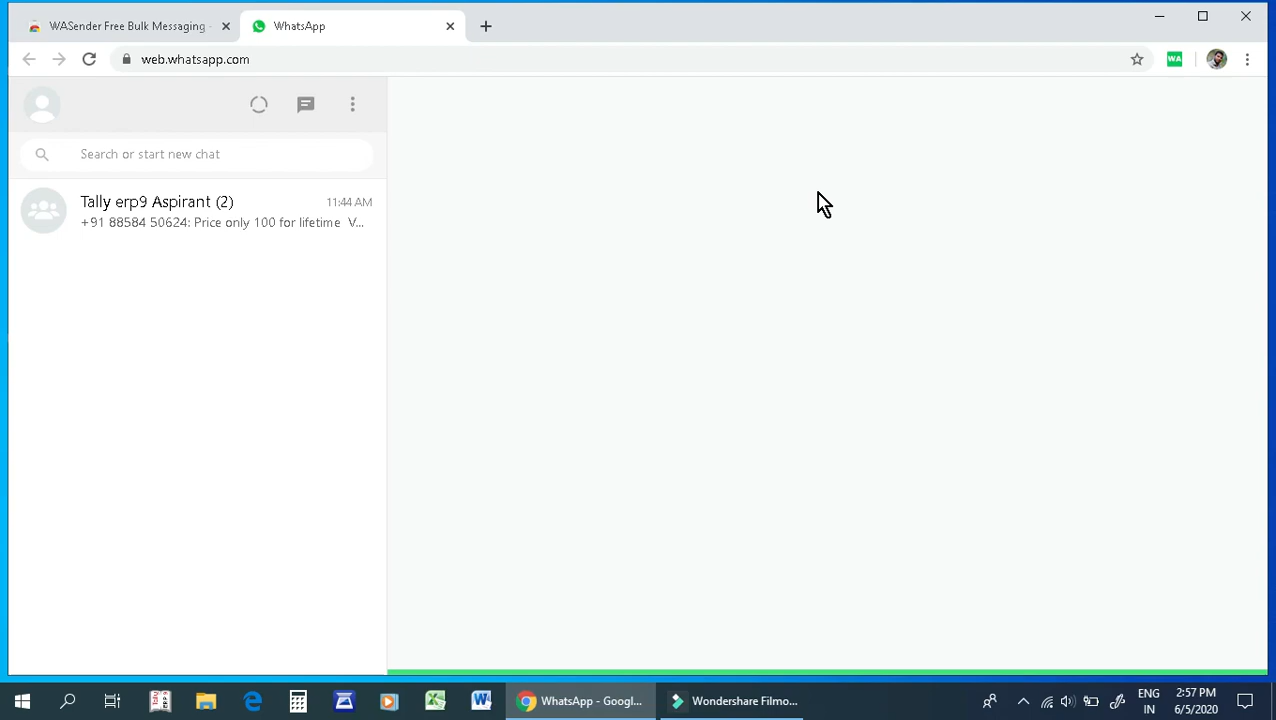 WASender Free Bulk Messaging -
WhatsApp
web.whatsapp.com
WA
Search or start new chat
Tally erp9 Aspirant (2)
11:44 AM
+91 88584 50624: Price only 100 for lifetime V...
WhatsApp - Googl...
Wondershare Filmo...
ENG
IN
2:57 PM
6/5/2020